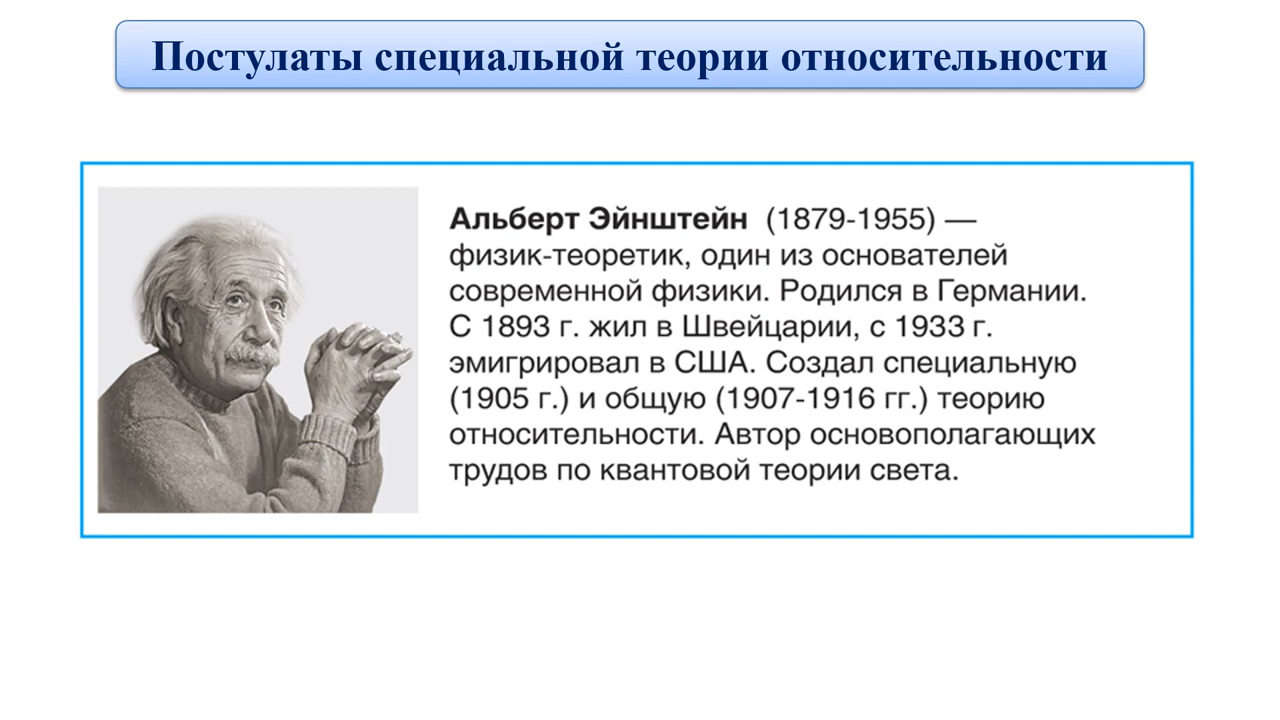 Постулаты специальной теории относительности
Альберт Эйнштейн (1879-1955) —
физик-теоретик, один из основателей
современной физики. Родился в Германии.
С 1893 г. жил в Швейцарии, с 1933 г.
эмигрировал в США. Создал специальную
(1905 г.) и общую (1907-1916 гг.) теорию
относительности. Автор основополагающих
трудов по квантовой теории света.